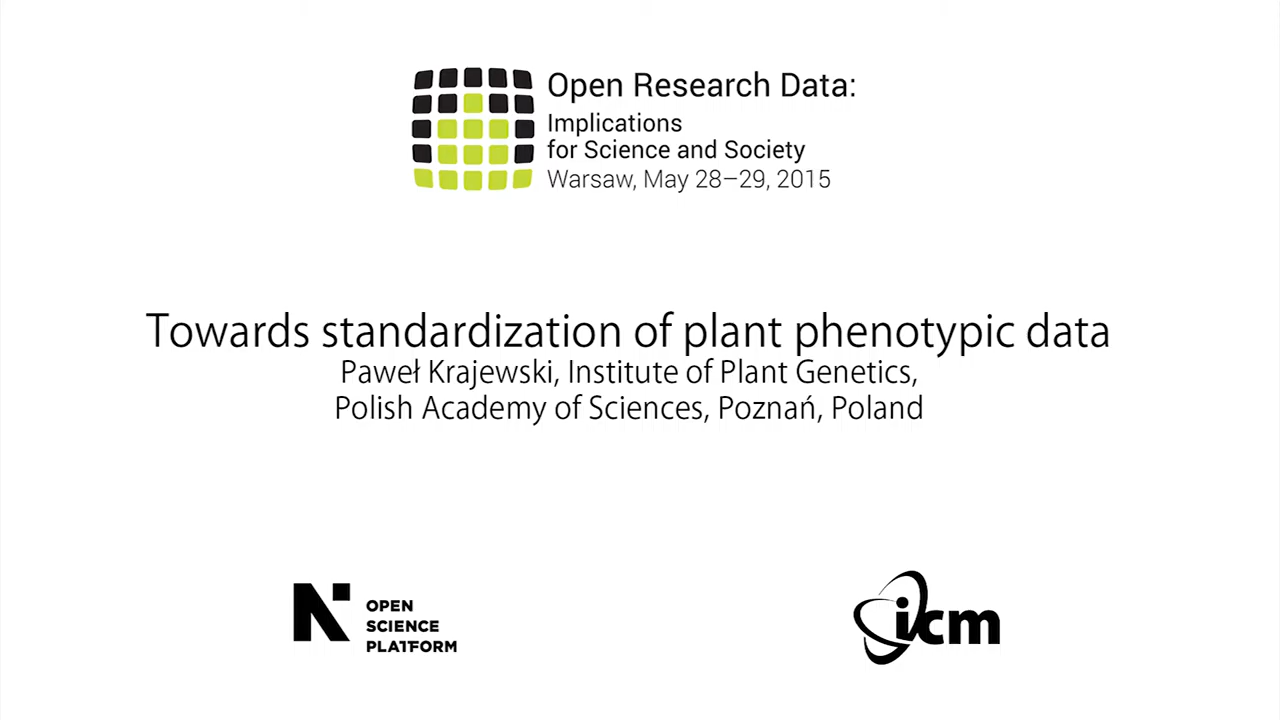 Open Research Data:
Implications
for Science and Society
Warsaw, May 28–29, 2015
Towards standardization of plant phenotypic data
Paweł Krajewski, Institute of Plant Genetics,
Polish Academy of Sciences, Poznań, Poland
OPEN
SCIENCE
PLATFORM
icm